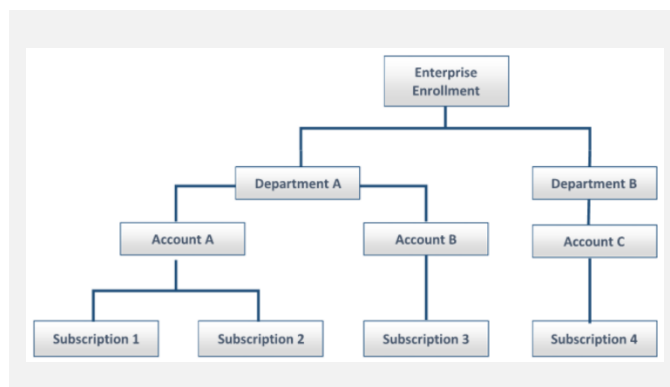 Enterprise
Enrollment
Department A
Department B
Account A
Account B
Account C
Subscription 1
Subscription 2
Subscription 3
Subscription 4